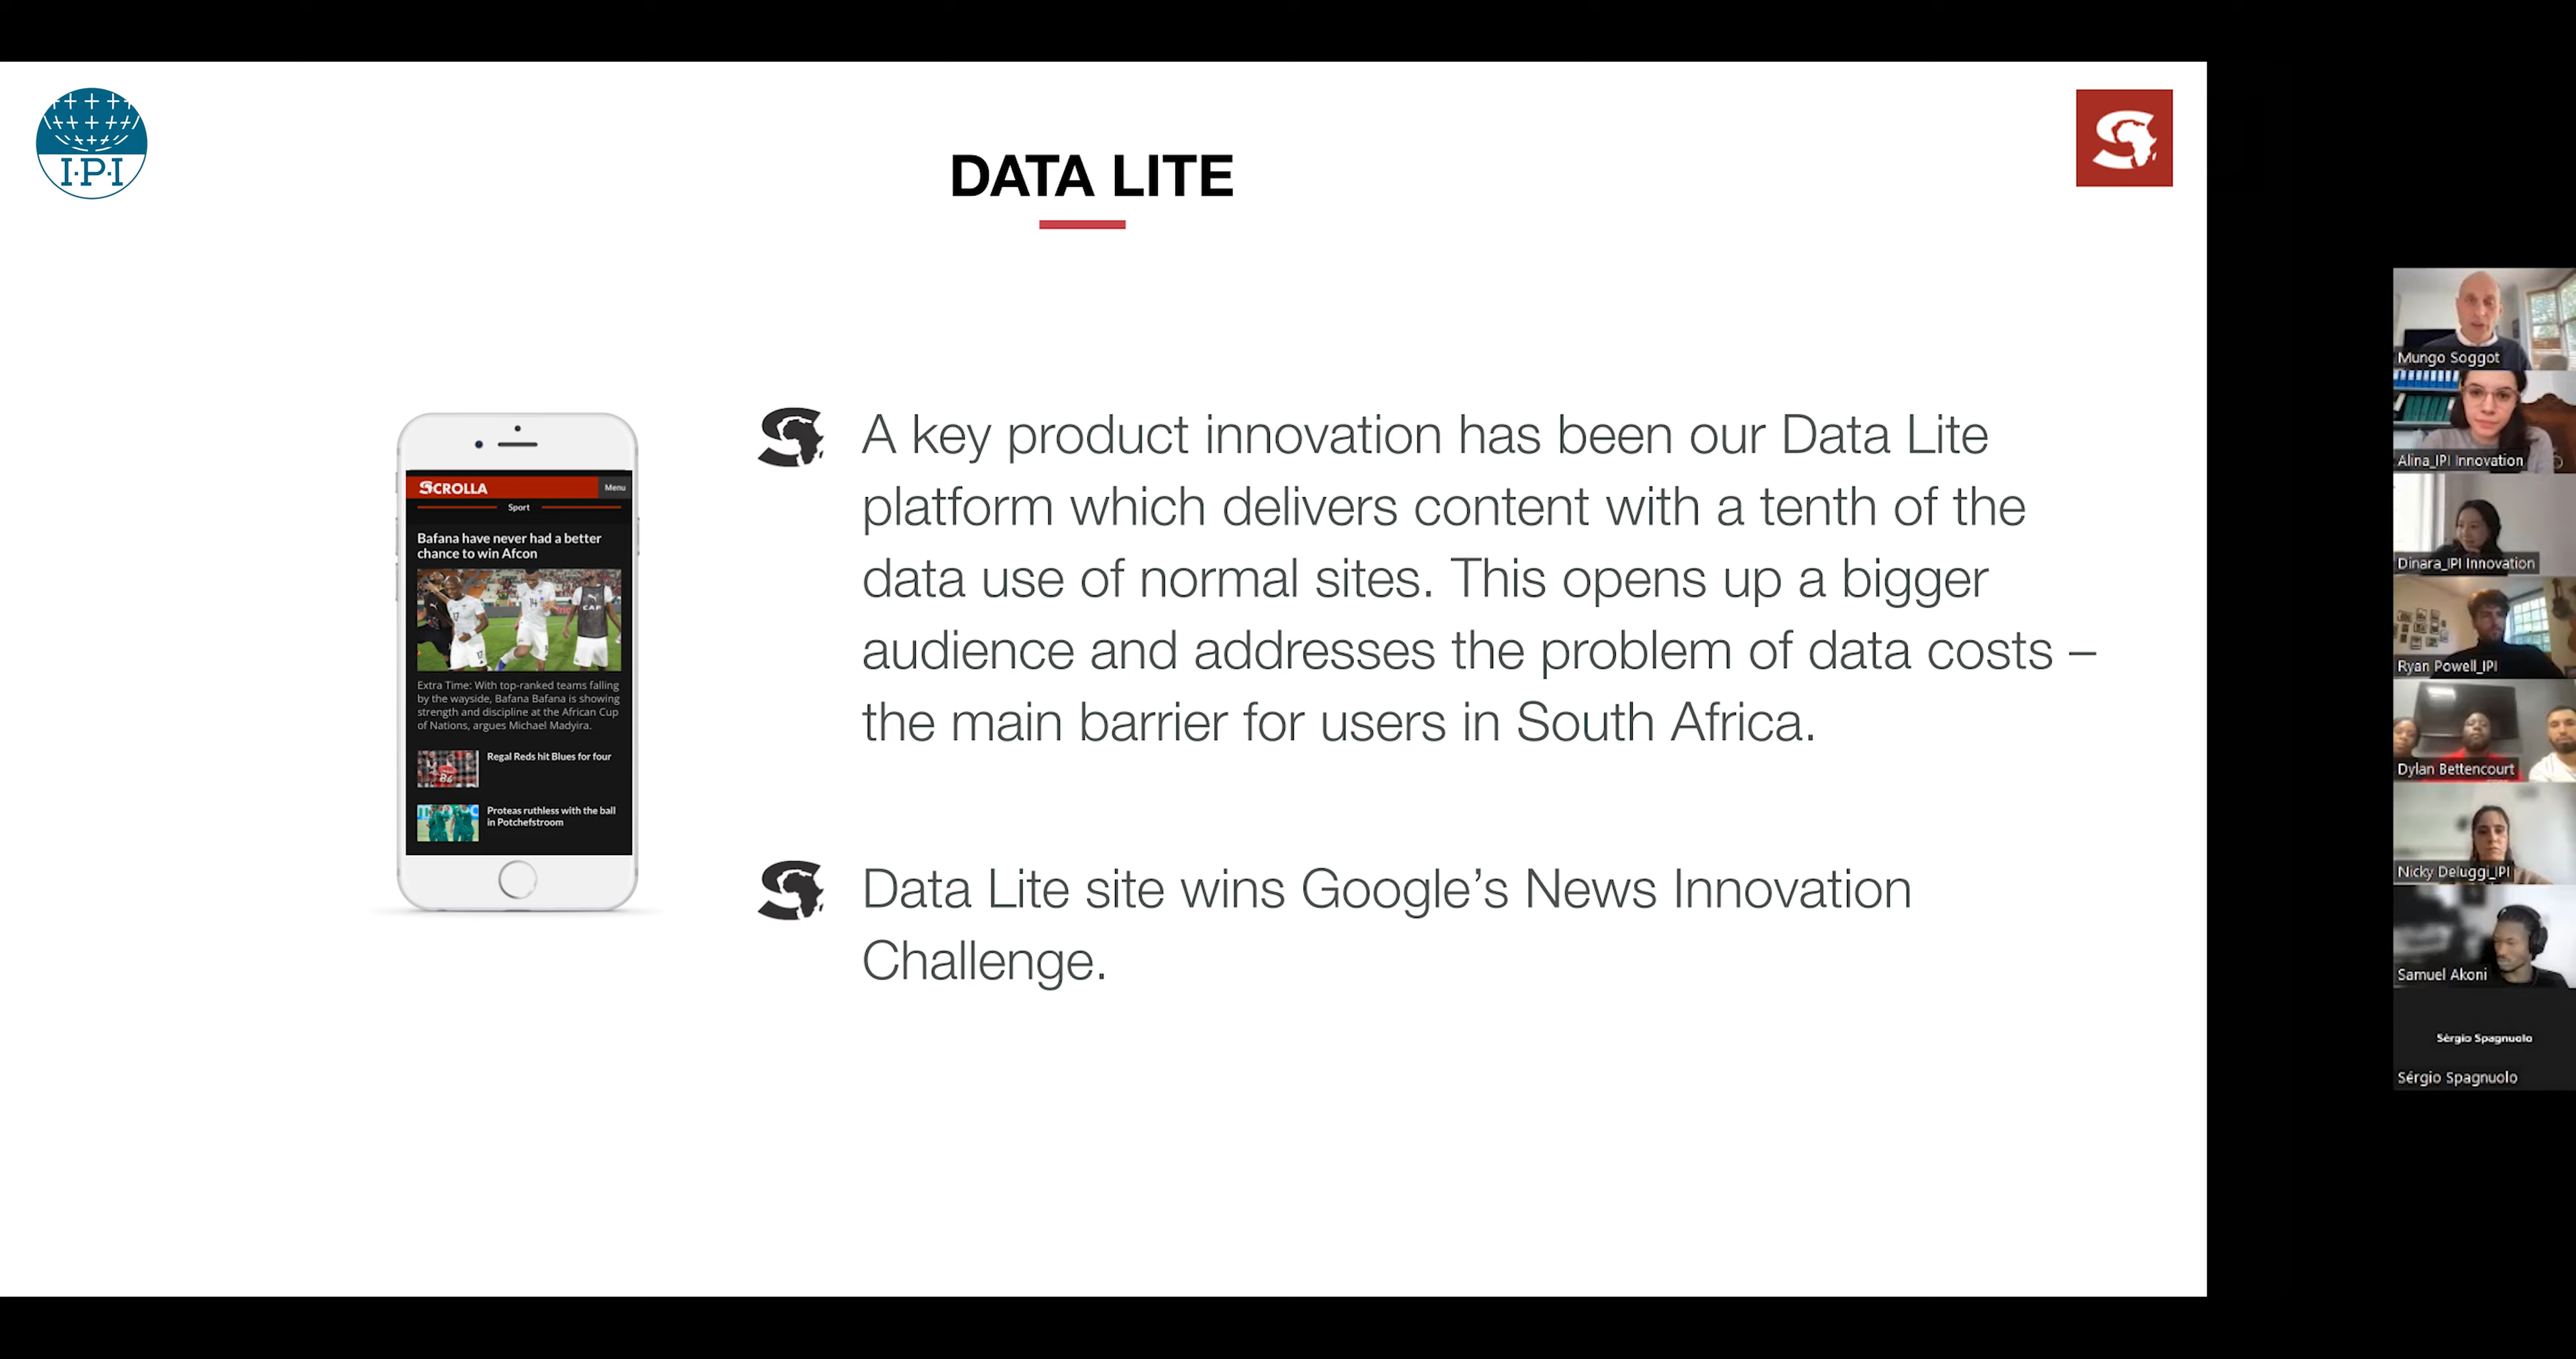 I·P·I
DATA LITE
SCROLLA
Menu
Sport
Bafana have never had a better
chance to win Afcon
17
17
14
CAF
Extra Time: With top-ranked teams falling
by the wayside, Bafana Bafana is showing
strength and discipline at the African Cup
of Nations, argues Michael Madyira.
Regal Reds hit Blues for four
86
Proteas ruthless with the ball
in Potchefstroom
A key product innovation has been our Data Lite
platform which delivers content with a tenth of the
data use of normal sites. This opens up a bigger
audience and addresses the problem of data costs –
the main barrier for users in South Africa.
Data Lite site wins Google’s News Innovation
Challenge.
Mungo Soggot
Alina_IPI Innovation
Dinara_IPI Innovation
Ryan Powell_IPI
Dylan Bettencourt
Nicky Deluggi_IPI
Samuel Akoni
Sérgio Spagnuolo
Sérgio Spagnuolo